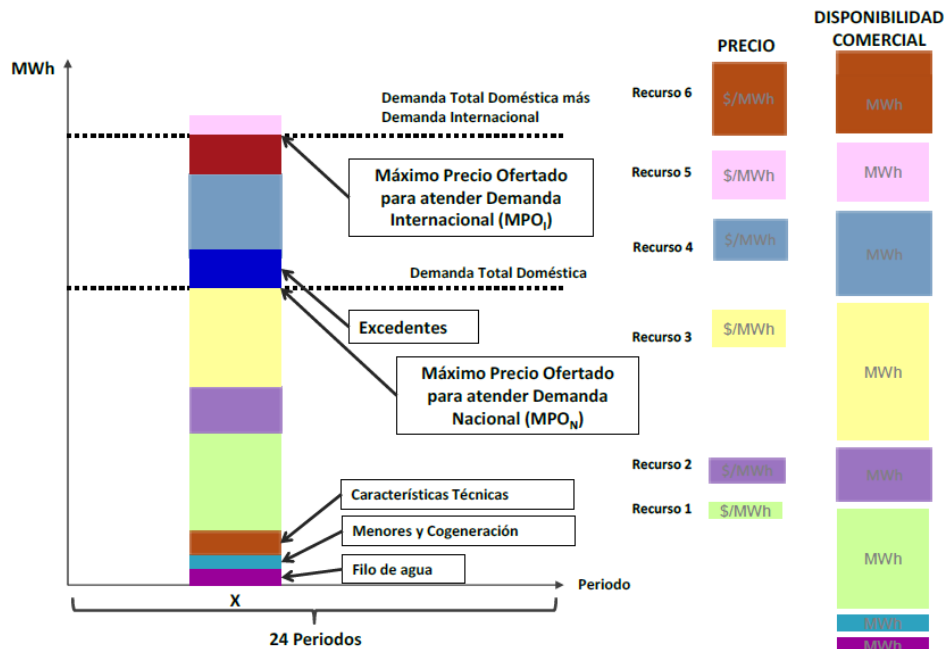 DISPONIBILIDAD
COMERCIAL
PRECIO
MWh
Recurso 6
$/MWh
MWh
Demanda Total Doméstica más
Demanda Internacional
Máximo Precio Ofertado
para atender Demanda
Internacional (MPOI)
Recurso 5
$/MWh
MWh
Recurso 4
$/MWh
MWh
Demanda Total Doméstica
Excedentes
Recurso 3
$/MWh
MWh
Máximo Precio Ofertado
para atender Demanda
Nacional (MPON)
Recurso 2
$/MWh
MWh
Características Técnicas
Recurso 1
$/MWh
MWh
Menores y Cogeneración
Filo de agua
Periodo
X
24 Periodos
MWh
MWh